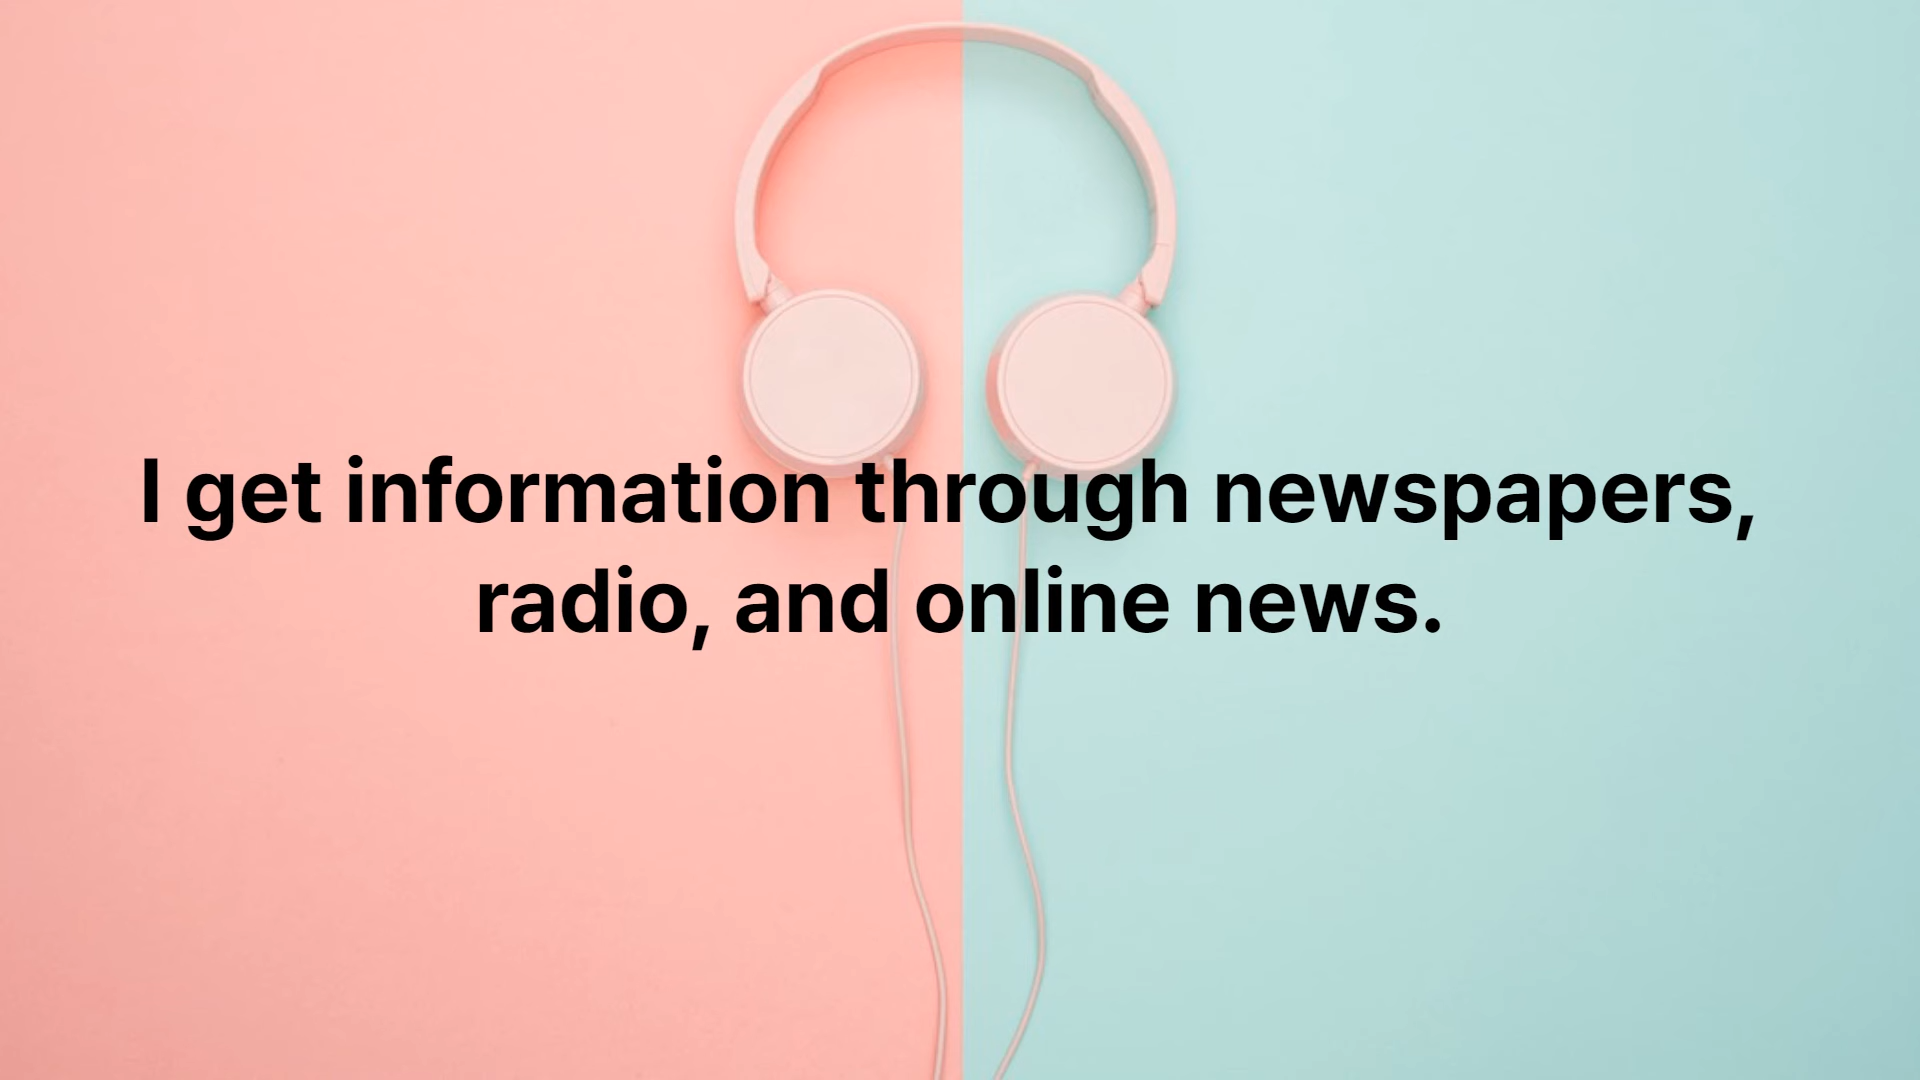 I get information through newspapers,
radio, and online news.